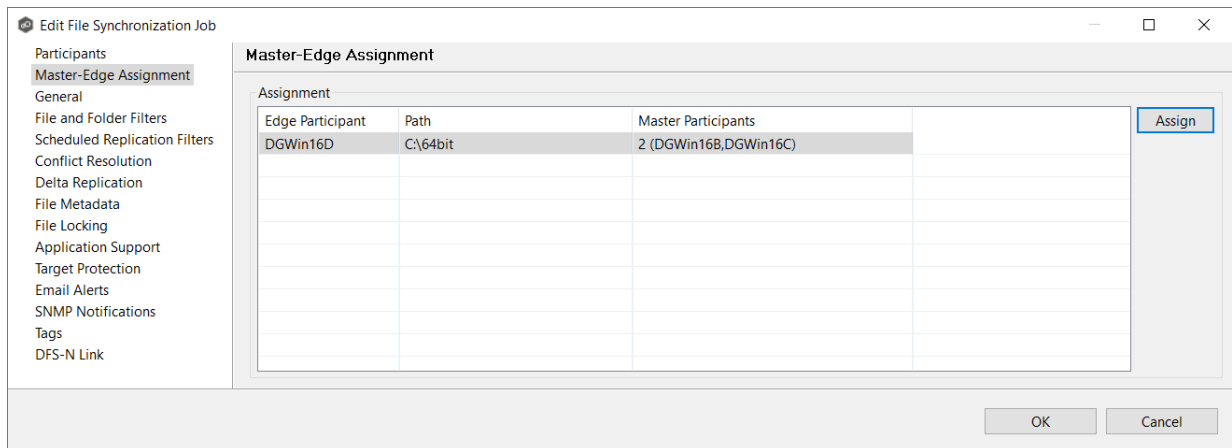 Edit File Synchronization Job
Participants
Master-Edge Assignment
General
File and Folder Filters
Scheduled Replication Filters
Conflict Resolution
Delta Replication
File Metadata
File Locking
Application Support
Target Protection
Email Alerts
SNMP Notifications
Tags
DFS-N Link
Master-Edge Assignment
Assignment
Edge Participant Path Master Participants
DGWin16D C:\64bit 2 (DGWin16B,DGWin16C)
Assign
OK Cancel